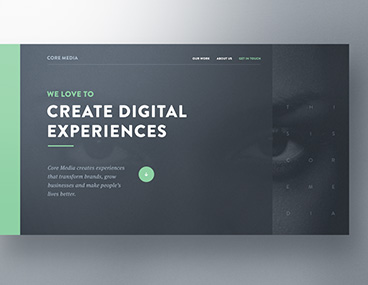 CORE MEDIA
OUR WORK ABOUT US GET IN TOUCH
WE LOVE TO
CREATE DIGITAL
EXPERIENCES
Core Media creates experiences
that transform brands, grow
businesses and make people's
lives better.
T H I
S I S
C O R
E M E
D I A